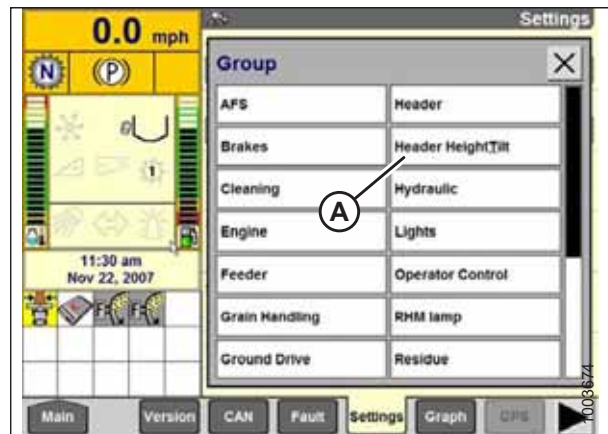 0.0 mph
Settings
N
(P)
Group
X
AFS
Header
Brakes
Header Height/Tilt
Cleaning
Hydraulic
A
Engine
Lights
Feeder
Operator Control
Grain Handling
RHM lamp
Ground Drive
Residue
1
11:30 am
Nov 22, 2007
F
F
Main
Version
CAN
Fault
Settings
Graph
GPS
1003674